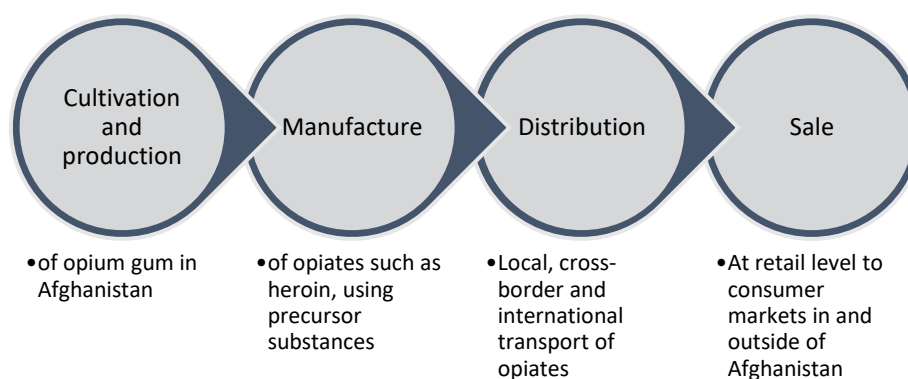 Cultivation
and
production
Manufacture
Distribution
Sale
•of opium gum in
Afghanistan
•of opiates such as
heroin, using
precursor
substances
•Local, cross-
border and
international
transport of
opiates
•At retail level to
consumer
markets in and
outside of
Afghanistan